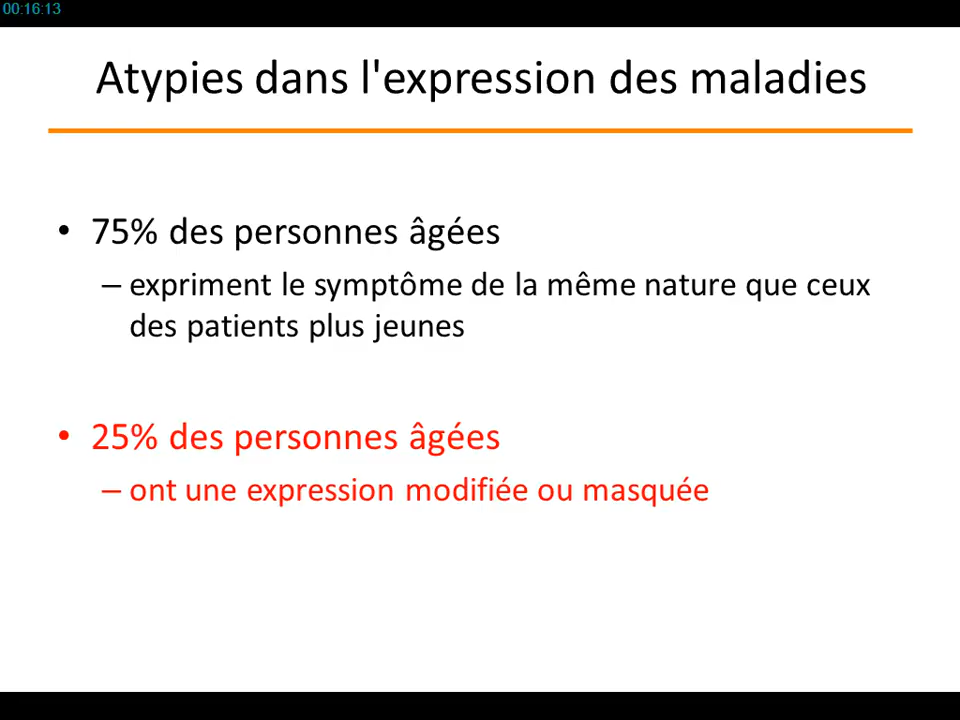 00:16:13
Atypies dans l'expression des maladies
• 75% des personnes âgées
– expriment le symptôme de la même nature que ceux
des patients plus jeunes
• 25% des personnes âgées
– ont une expression modifiée ou masquée